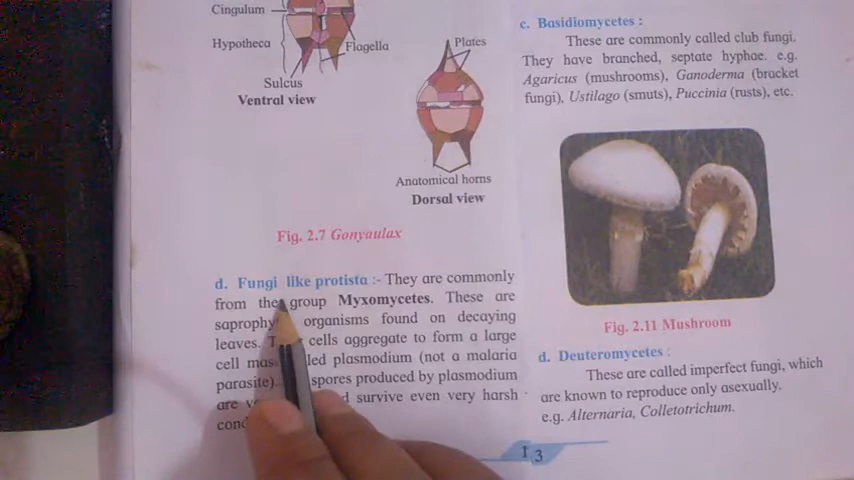 Cingulum
Hypotheca
Flagella
Sulcus
Ventral view
Plates
Anatomical horns
Dorsal view
Fig. 2.7 Gonyaulax
d. Fungi like protista :- They are commonly
from the group Myxomycetes. These are
organisms found on decaying
leaves. cells aggregate to form a large
cell plasmodium (not a malaria
parasite). spores produced by plasmodium
are survive even very harsh
c. Basidiomycetes :
These are commonly called club fungi.
They have branched, septate hyphae. e.g.
Agaricus (mushrooms), Ganoderma (bracket
fungi), Ustilago (smuts), Puccinia (rusts), etc.
Fig. 2.11 Mushroom
d. Deuteromycetes :
These are called imperfect fungi, which
are known to reproduce only asexually.
e.g. Alternaria, Colletotrichum.
13